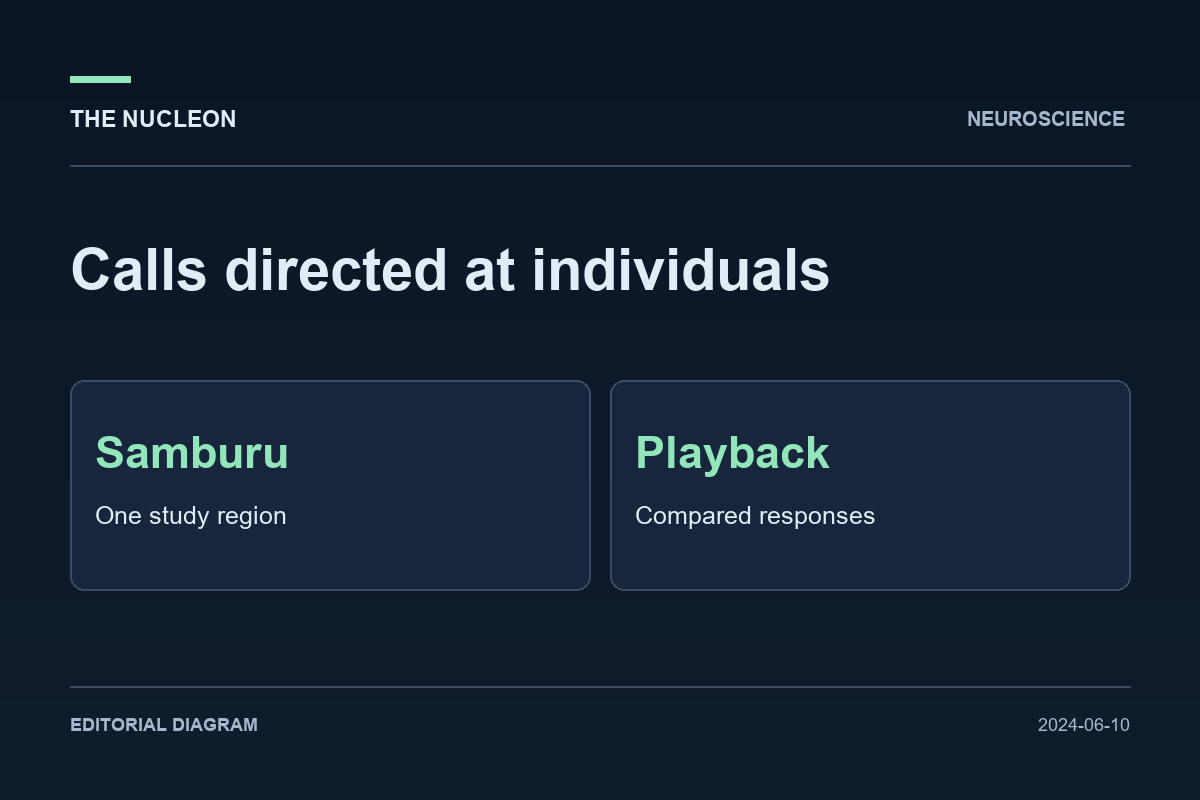 THE NUCLEON
NEUROSCIENCE
Calls directed at individuals
Samburu
One study region
Playback
Compared responses
EDITORIAL DIAGRAM
2024-06-10